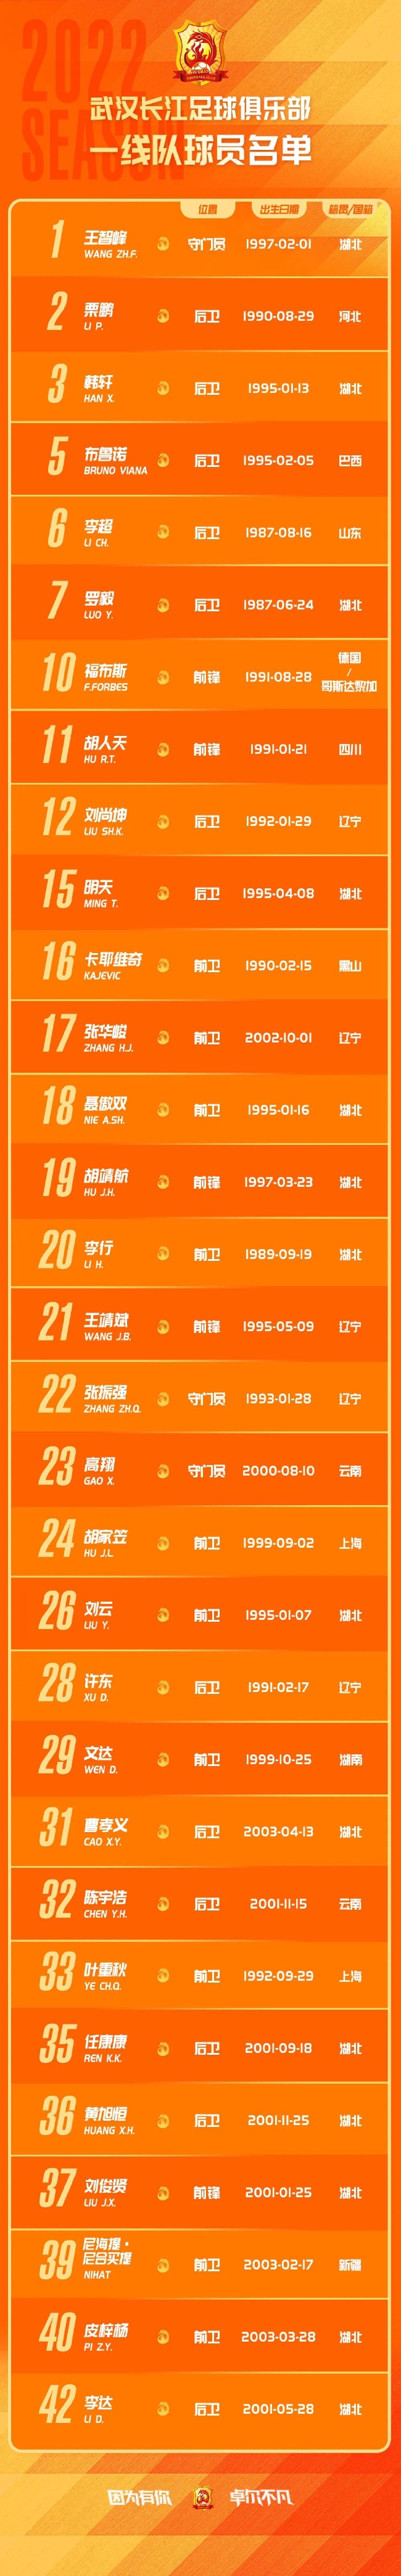 2022
SEASON
武汉长江足球俱乐部
一线队球员名单
位置 出生日期 籍贯/国籍
1 王智峰 守门员 1997-02-01 湖北
WANG ZH.F.
2 栗鹏 后卫 1990-08-29 河北
LI P.
3 韩轩 后卫 1995-01-13 湖北
HAN X.
5 布鲁诺 后卫 1995-02-05 巴西
BRUNO VIANA
6 李超 后卫 1987-08-16 山东
LI CH.
7 罗毅 后卫 1987-06-24 湖北
LUO Y.
10 福布斯 前锋 1991-08-28 德国/哥斯达黎加
F.FORBES
11 胡人天 前锋 1991-01-21 四川
HU R.T.
12 刘尚坤 后卫 1992-01-29 辽宁
LIU SH.K.
15 明天 后卫 1995-04-08 湖北
MING T.
16 卡耶维奇 前卫 1990-02-15 黑山
KAJEVIC
17 张华峻 前卫 2002-10-01 辽宁
ZHANG H.J.
18 聂傲双 前卫 1995-01-16 湖北
NIE A.SH.
19 胡靖航 前锋 1997-03-23 湖北
HU J.H.
20 李行 前卫 1989-09-19 湖北
LI H.
21 王靖斌 前锋 1995-05-09 辽宁
WANG J.B.
22 张振强 守门员 1993-01-28 辽宁
ZHANG ZH.Q.
23 高翔 守门员 2000-08-10 云南
GAO X.
24 胡家笠 前卫 1999-09-02 上海
HU J.L.
26 刘云 前卫 1995-01-07 湖北
LIU Y.
28 许东 后卫 1991-02-17 辽宁
XU D.
29 文达 前卫 1999-10-25 湖南
WEN D.
31 曹孝义 后卫 2003-04-13 湖北
CAO X.Y.
32 陈宇浩 后卫 2001-11-15 云南
CHEN Y.H.
33 叶重秋 前卫 1992-09-29 上海
YE CH.Q.
35 任康康 后卫 2001-09-18 湖北
REN K.K.
36 黄旭恒 后卫 2001-11-25 湖北
HUANG X.H.
37 刘俊贤 前锋 2001-01-25 湖北
LIU J.X.
39 尼海提·尼合买提 前卫 2003-02-17 新疆
NIHAT
40 皮梓杨 前卫 2003-03-28 湖北
PI Z.Y.
42 李达 后卫 2001-05-28 湖北
LI D.
因为有你 卓尔不凡